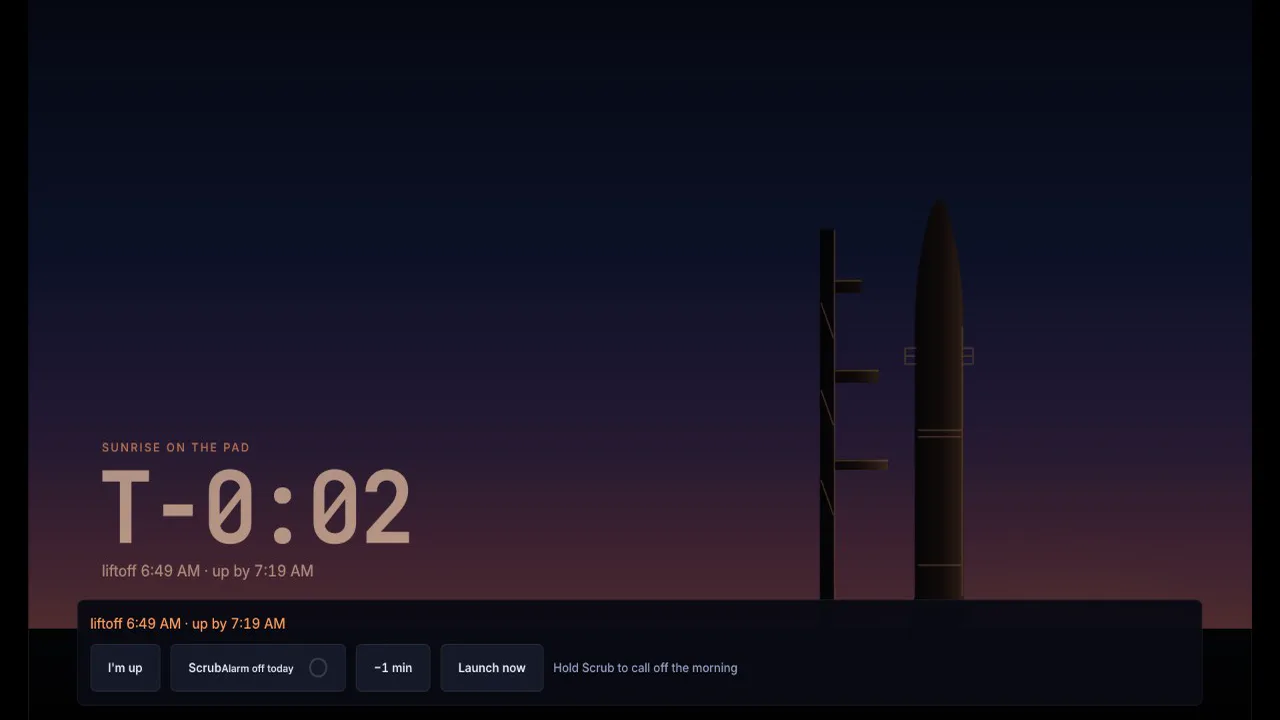 SUNRISE ON THE PAD
T-0:02
liftoff 6:49 AM · up by 7:19 AM
liftoff 6:49 AM · up by 7:19 AM
I'm up
ScrubAlarm off today
−1 min
Launch now
Hold Scrub to call off the morning